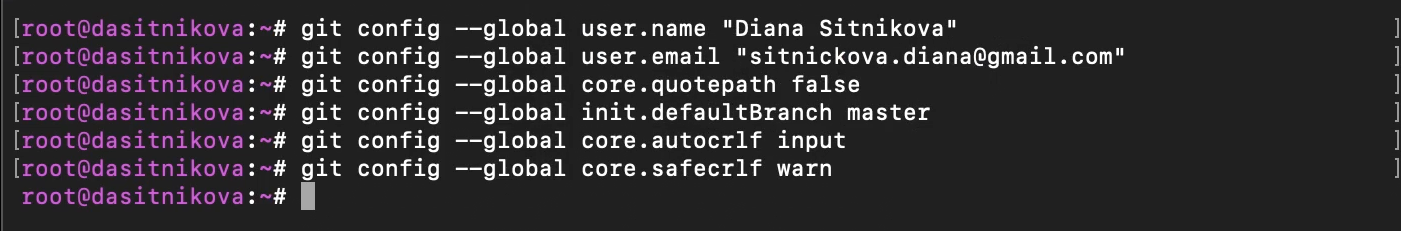 [root@dasitnikova:~# git config --global user.name "Diana Sitnikova" ]
[root@dasitnikova:~# git config --global user.email "sitnickova.diana@gmail.com" ]
[root@dasitnikova:~# git config --global core.quotepath false ]
[root@dasitnikova:~# git config --global init.defaultBranch master ]
[root@dasitnikova:~# git config --global core.autocrlf input ]
[root@dasitnikova:~# git config --global core.safecrlf warn ]
root@dasitnikova:~#